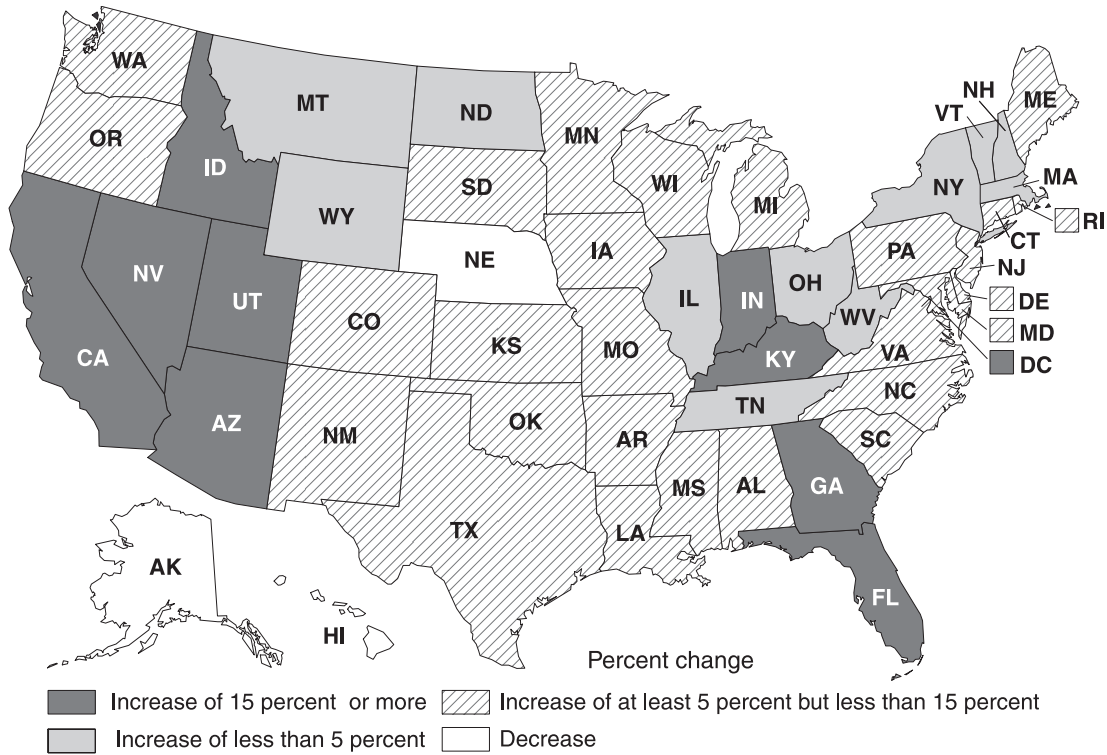 WA
MT
ND
MN
NH
ME
VT
OR
ID
SD
WI
MI
NY
MA
RI
WY
CT
NE
IA
PA
NJ
NV
UT
CO
IL
IN
OH
DE
WV
MD
CA
KS
MO
KY
VA
DC
AZ
NM
OK
AR
TN
NC
SC
MS
AL
GA
TX
LA
AK
FL
HI
Percent change
Increase of 15 percent or more
Increase of at least 5 percent but less than 15 percent
Increase of less than 5 percent
Decrease